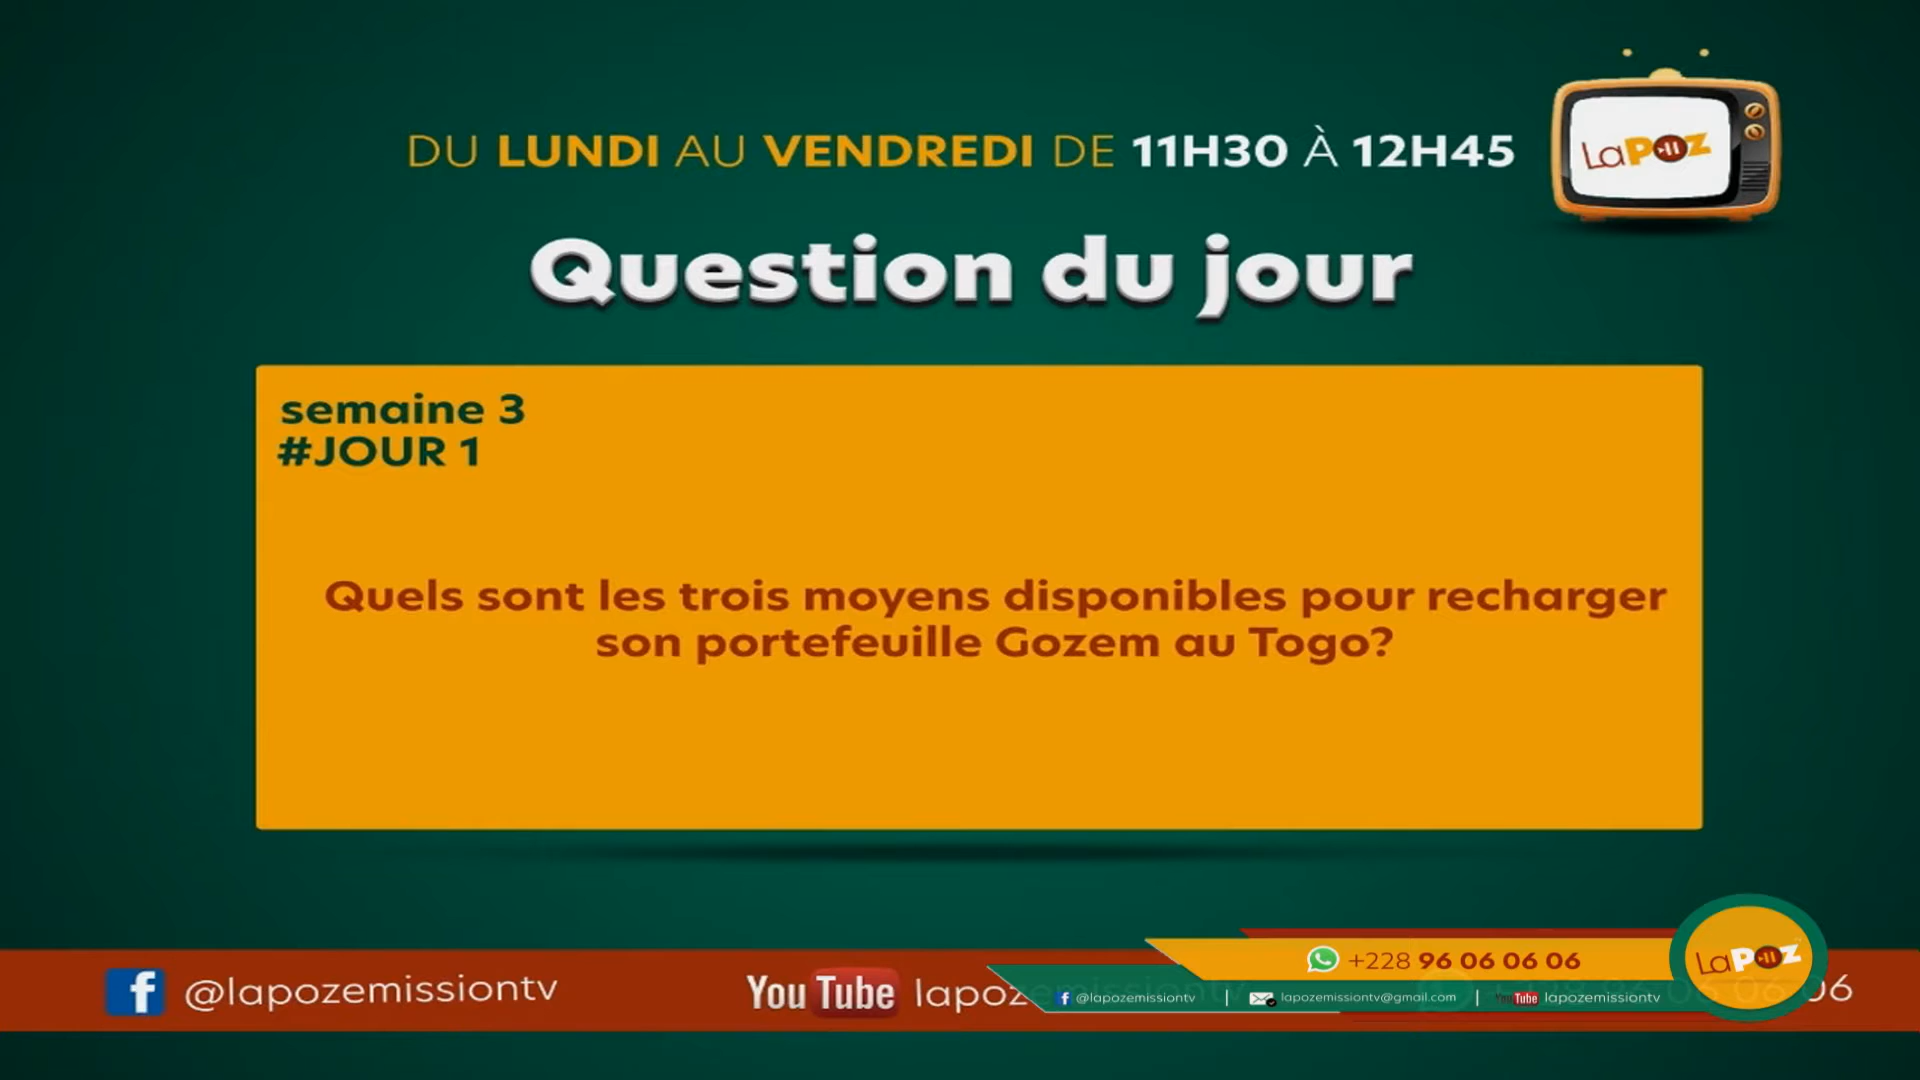 DU LUNDI AU VENDREDI DE 11H30 À 12H45
LaPOZ
Question du jour
semaine 3
#JOUR 1
Quels sont les trois moyens disponibles pour recharger
son portefeuille Gozem au Togo?
+228 96 06 06 06
LaPOZ
@lapozemissiontv
YouTube lapoz
@lapozemissiontv | lapozemissiontv@gmail.com | YouTube lapozemissiontv
06